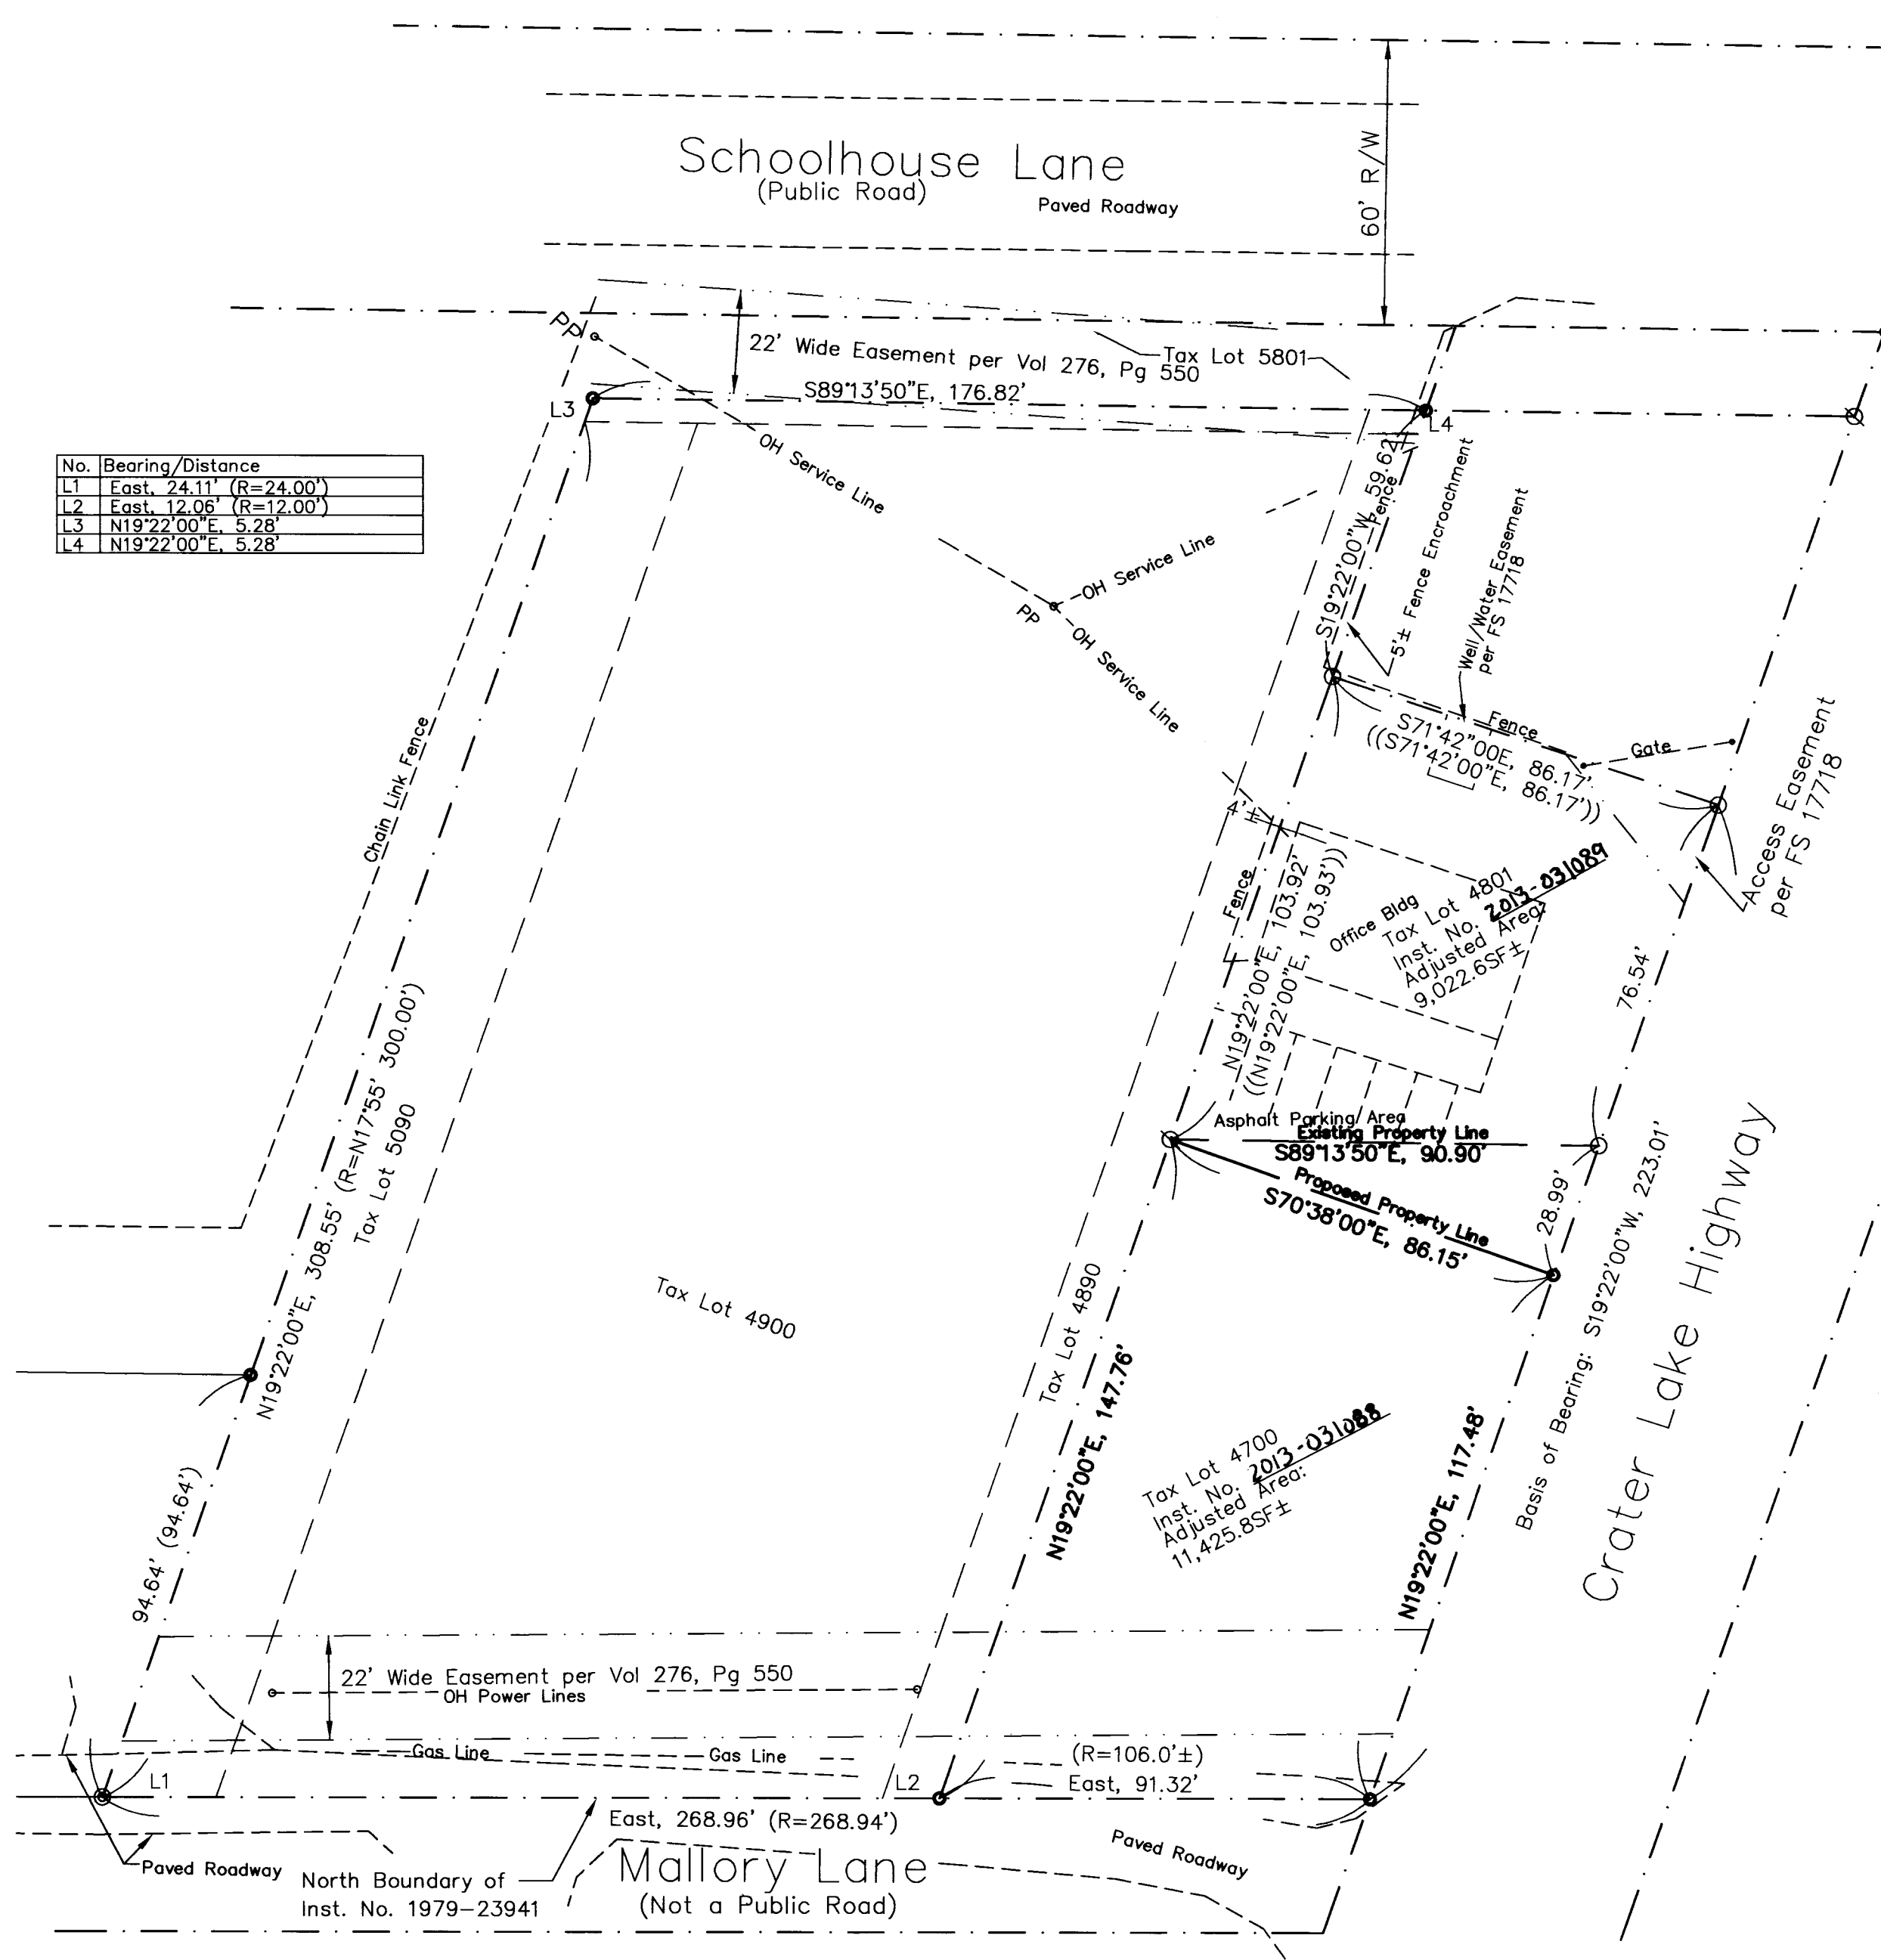 Schoolhouse Lane
(Public Road)
Paved Roadway
60' R/W
PP
22' Wide Easement per Vol 276, Pg 550
Tax Lot 5801
S89°13'50"E, 176.82'
L3
L4
No. Bearing/Distance
L1 East, 24.11' (R=24.00')
L2 East, 12.06' (R=12.00')
L3 N19°22'00"E, 5.28'
L4 N19°22'00"E, 5.28'
OH Service Line
OH Service Line
PP
OH Service Line
S19°22'00"W, 59.62'
Fence
5'± Fence Encroachment
Well/Water Easement
per FS 17718
Fence
S71°42"00E, 86.17'
((S71°42'00"E, 86.17'))
Gate
Access Easement
per FS 17718
Chain Link Fence
4'±
Fence
N19°22'00"E, 103.92'
((N19°22'00"E, 103.93'))
Office Bldg
Tax Lot 4801
Inst. No. 2013-031089
Adjusted Area:
9,022.6SF±
76.54'
Asphalt Parking Area
Existing Property Line
S89°13'50"E, 90.90'
Proposed Property Line
S70°38'00"E, 86.15'
28.99'
Basis of Bearing: S19°22'00"W, 223.01'
Crater Lake Highway
N19°22'00"E, 308.55' (R=N17°55' 300.00')
Tax Lot 5090
Tax Lot 4900
Tax Lot 4890
N19°22'00"E, 147.76'
Tax Lot 4700
Inst. No. 2013-031088
Adjusted Area:
11,425.8SF±
N19°22'00"E, 117.48'
94.64' (94.64')
22' Wide Easement per Vol 276, Pg 550
OH Power Lines
Gas Line
Gas Line
(R=106.0'±)
East, 91.32'
L1
L2
East, 268.96' (R=268.94')
Paved Roadway
North Boundary of
Inst. No. 1979-23941
Mallory Lane
(Not a Public Road)
Paved Roadway